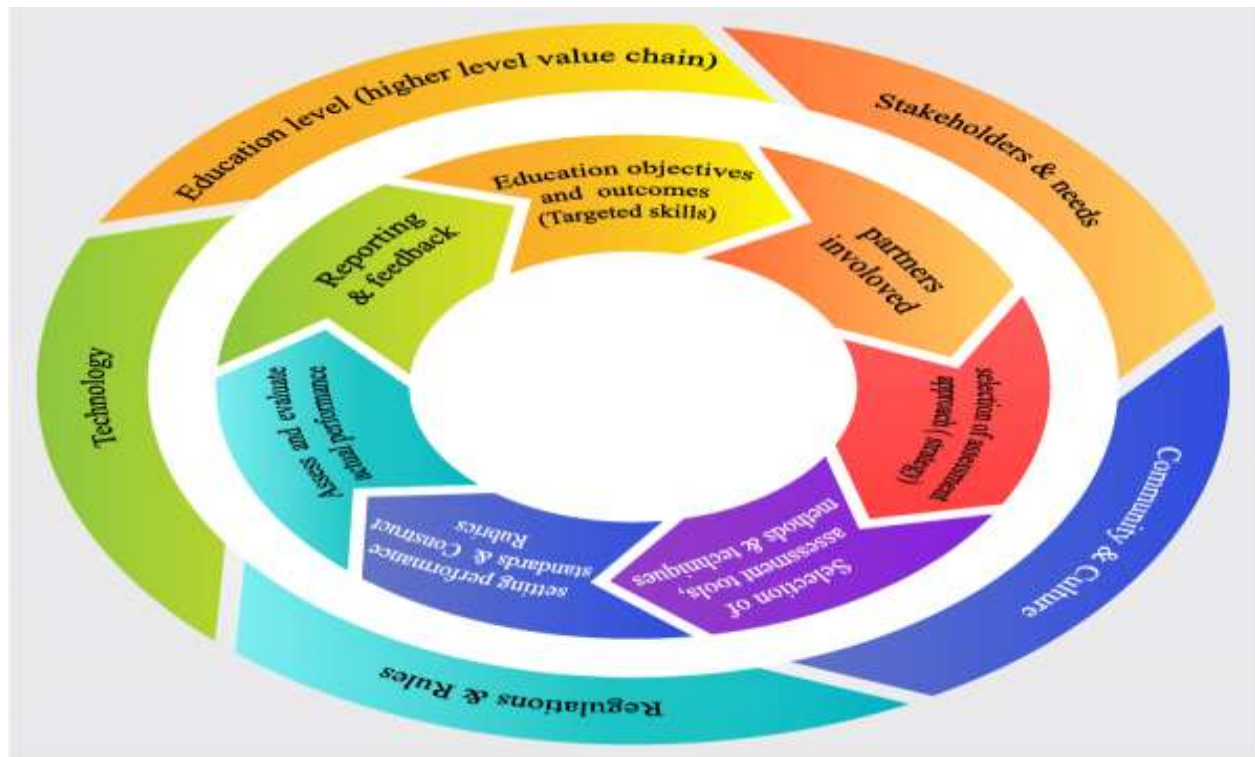 Education level (higher level value chain)
Stakeholders & needs
Community & Culture
Regulations & Rules
Technology
Education objectives
and outcomes
(Targeted skills)
partners
involoved
selection of assessment
approach ( strategy)
Selection of
assessment tools,
methods & techniques
setting performance
standards & Construct
Rubrics
Assess and evaluate
actual performance
Reporting
& feedback